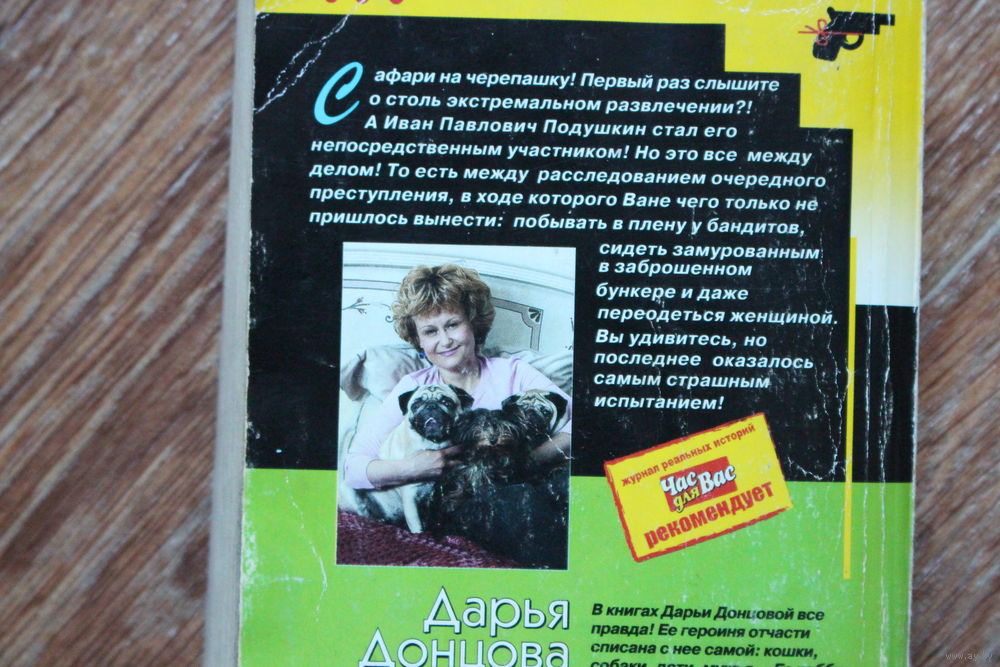 Сафари на черепашку! Первый раз слышите
о столь экстремальном развлечении?!
А Иван Павлович Подушкин стал его
непосредственным участником! Но это все между
делом! То есть между расследованием очередного
преступления, в ходе которого Ване чего только не
пришлось вынести: побывать в плену у бандитов,
сидеть замурованным
в заброшенном
бункере и даже
переодеться женщиной.
Вы удивитесь, но
последнее оказалось
самым страшным
испытанием!
журнал реальных историй
Час
для Вас
рекомендует
Дарья
Донцова
В книгах Дарьи Донцовой все
правда! Ее героиня отчасти
списана с нее самой: кошки,